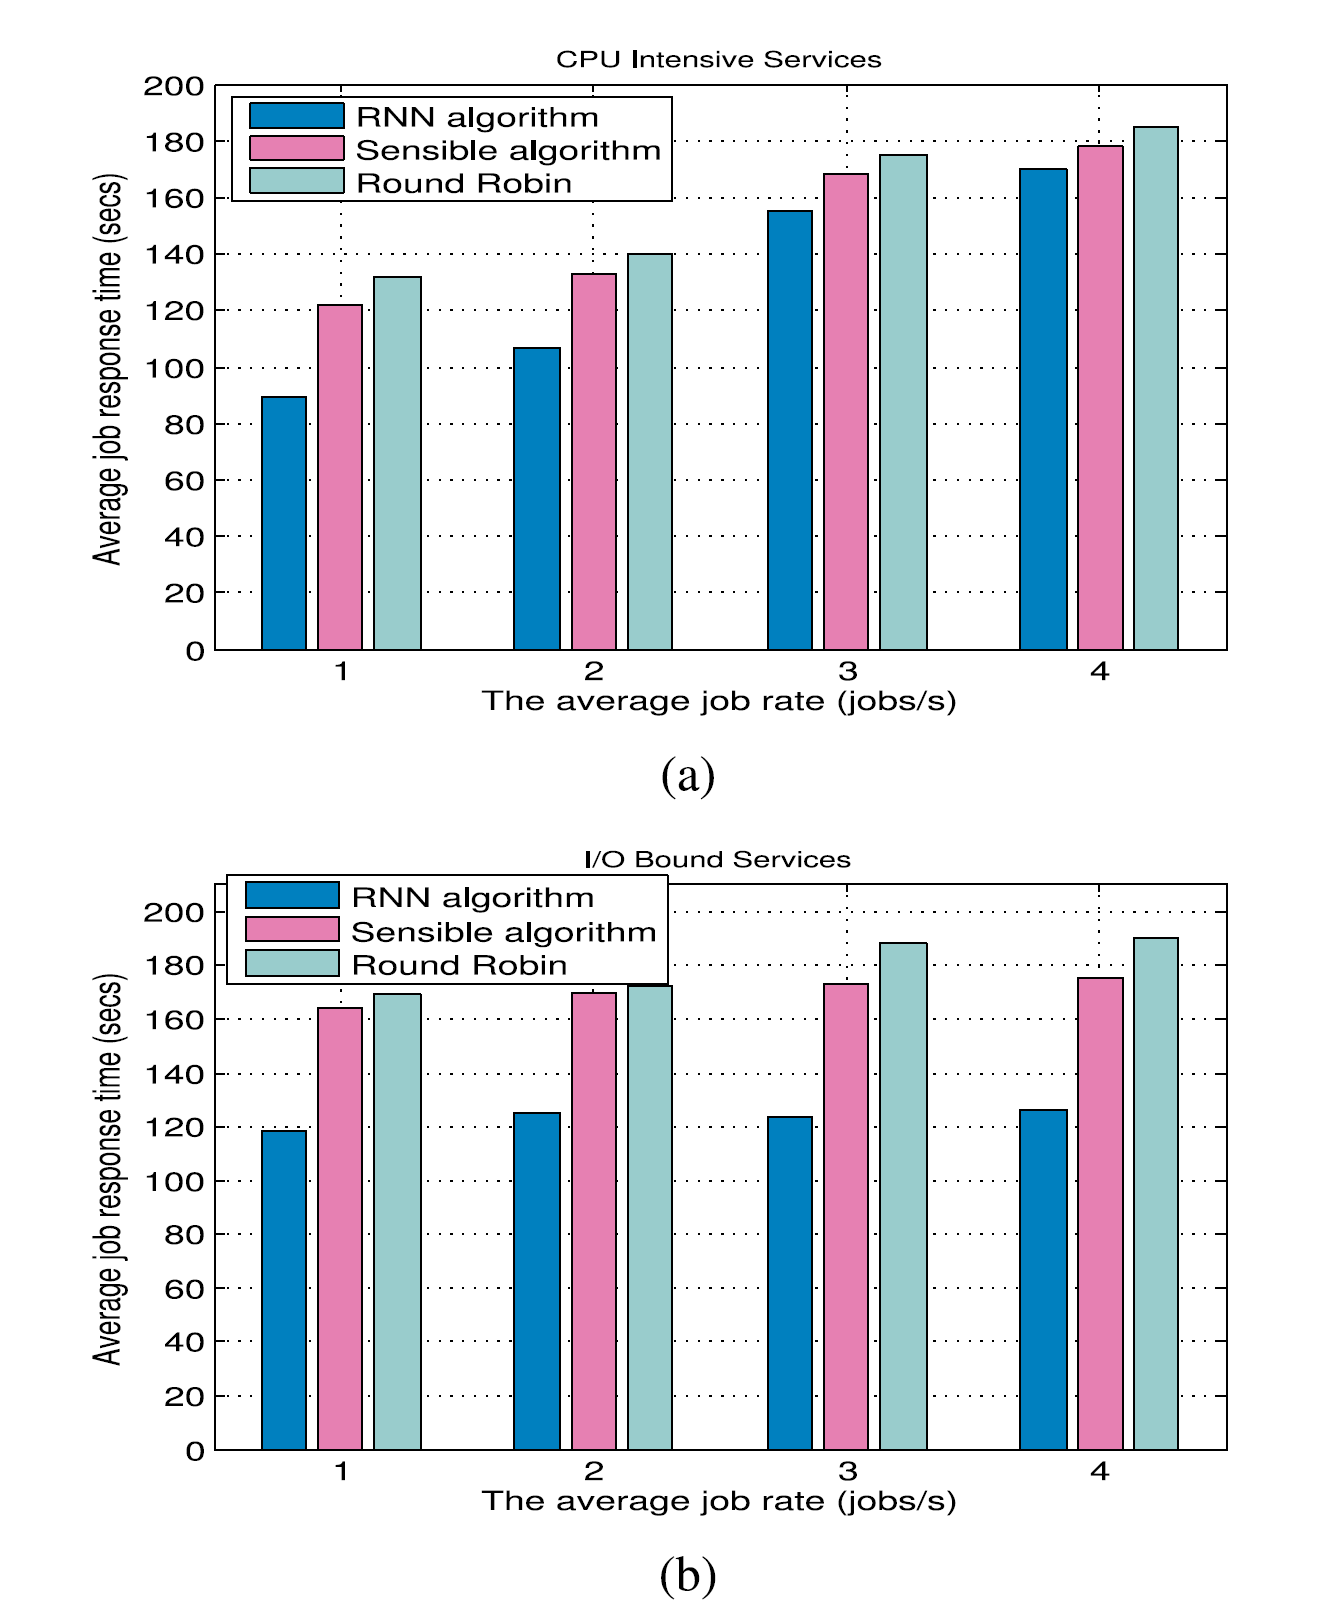 CPU Intensive Services
200
180
160
140
120
100
80
60
40
20
0
Average job response time (secs)
RNN algorithm
Sensible algorithm
Round Robin
1 2 3 4
The average job rate (jobs/s)
(a)
I/O Bound Services
200
180
160
140
120
100
80
60
40
20
0
Average job response time (secs)
RNN algorithm
Sensible algorithm
Round Robin
1 2 3 4
The average job rate (jobs/s)
(b)